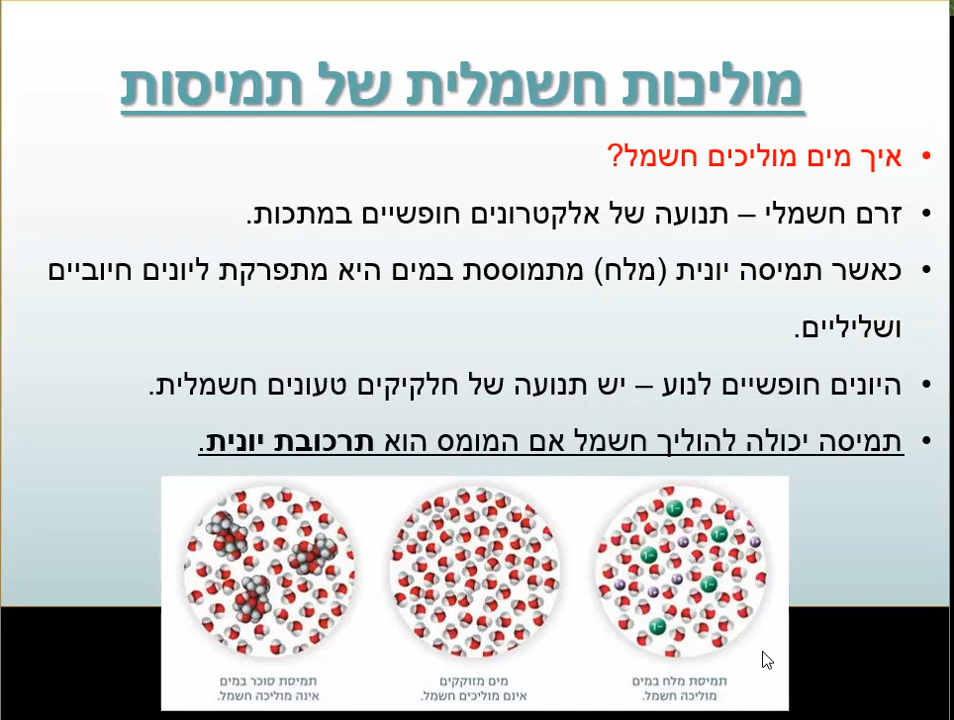 מוליכות חשמלית של תמיסות
• איך מים מוליכים חשמל?
• זרם חשמלי – תנועה של אלקטרונים חופשיים במתכות.
• כאשר תמיסה יונית (מלח) מתמוססת במים היא מתפרקת ליונים חיוביים
ושליליים.
• היונים חופשיים לנוע – יש תנועה של חלקיקים טעונים חשמלית.
• תמיסה יכולה להוליך חשמל אם המומס הוא תרכובת יונית.
תמיסת מלח במים
מוליכה חשמל.
מים מזוקקים
אינם מוליכים חשמל.
תמיסת סוכר במים
אינה מוליכה חשמל.